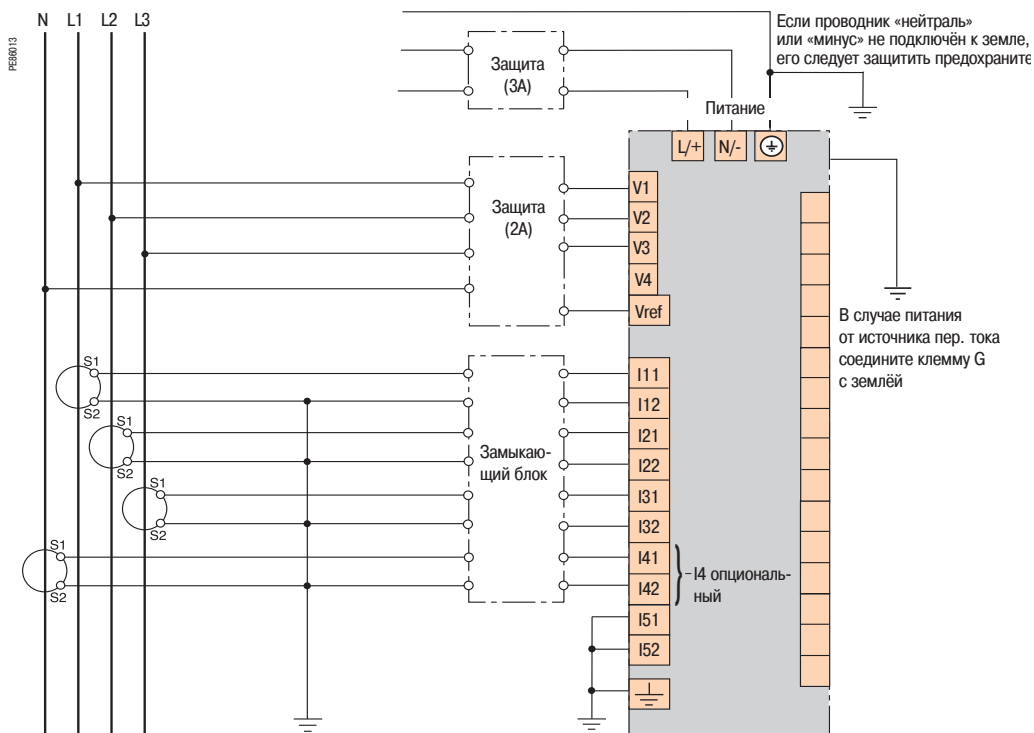 N L1 L2 L3
PE86013
Если проводник «нейтраль»
или «минус» не подключён к земле,
его следует защитить предохраните
Защита
(3А)
Питание
L/+ N/-
V1
V2
V3
V4
Vref
Защита
(2А)
В случае питания
от источника пер. тока
соедините клемму G
с землёй
S1
S2
S1
S2
S1
S2
S1
S2
Замыкаю-
щий блок
I11
I12
I21
I22
I31
I32
I41
I42
I51
I52
I4 опциональ-
ный